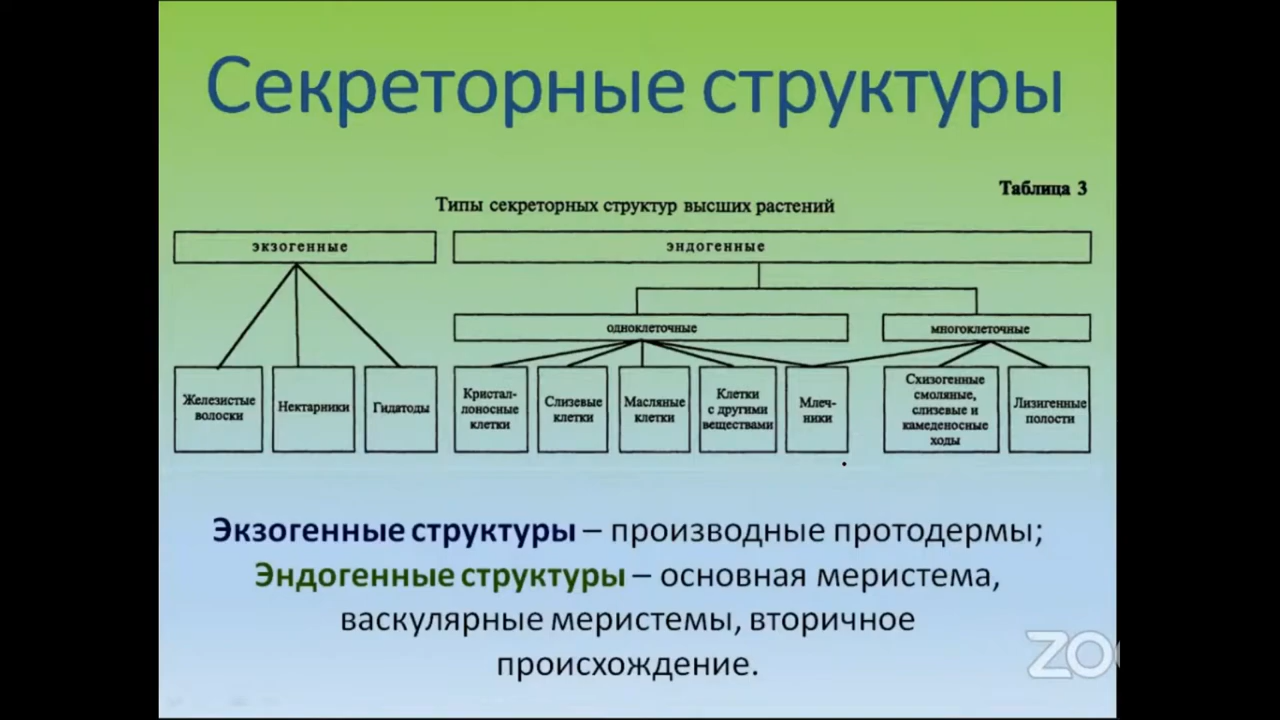 Секреторные структуры
Таблица 3
Типы секреторных структур высших растений
экзогенные
эндогенные
одноклеточные
многоклеточные
Железистые
волоски
Нектарники
Гидатоды
Кристал-
лоносные
клетки
Слизевые
клетки
Масляные
клетки
Клетки
с другими
веществами
Млеч-
ники
Схизогенные
смоляные,
слизевые и
камеденосные
ходы
Лизигенные
полости
Экзогенные структуры – производные протодермы;
Эндогенные структуры – основная меристема,
васкулярные меристемы, вторичное
происхождение.
ZO